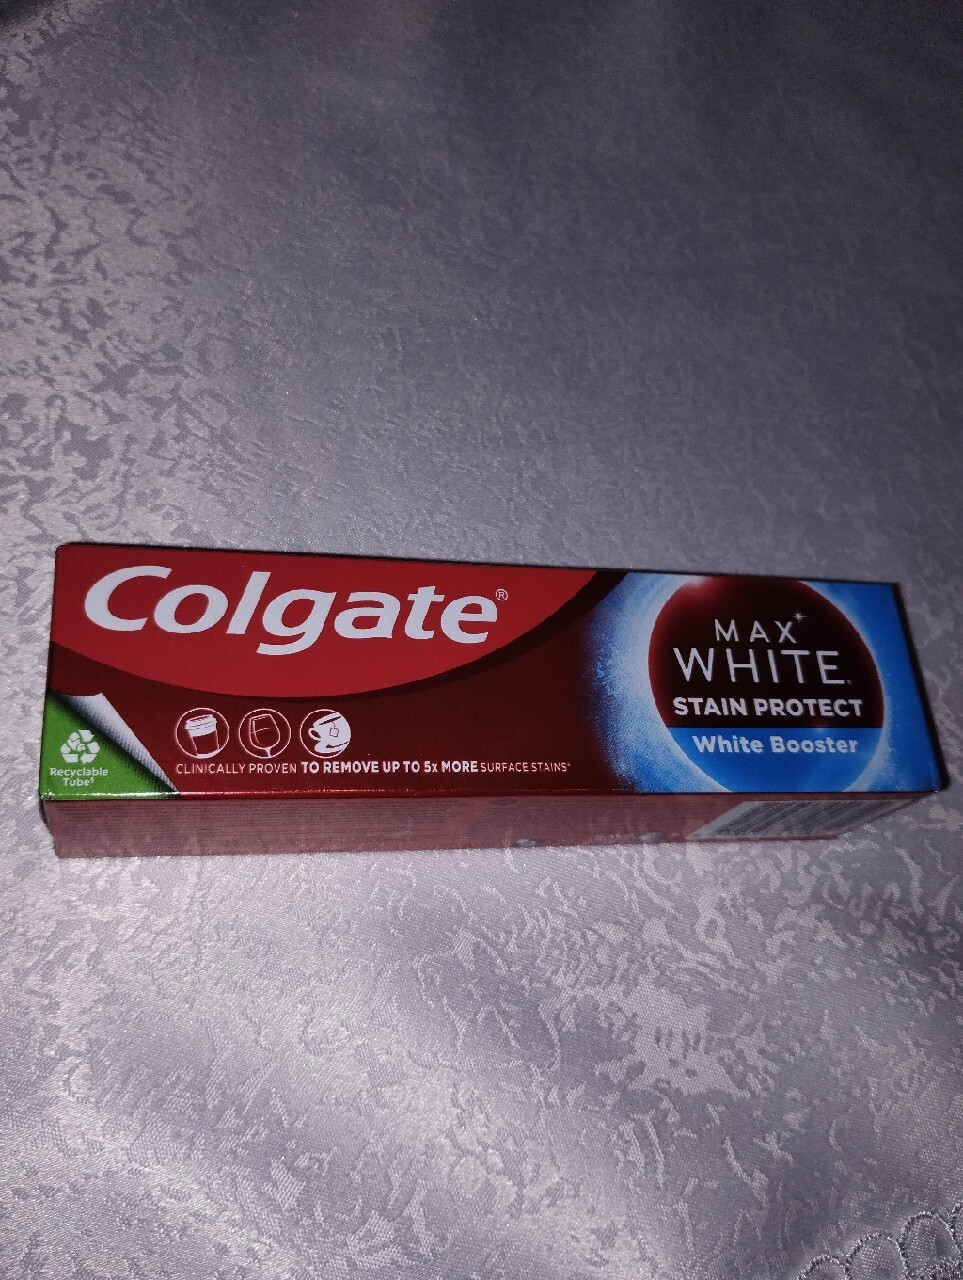 Colgate®
MAX
WHITE
STAIN PROTECT
White Booster
Recyclable
Tube§
CLINICALLY PROVEN TO REMOVE UP TO 5x MORE SURFACE STAINS*